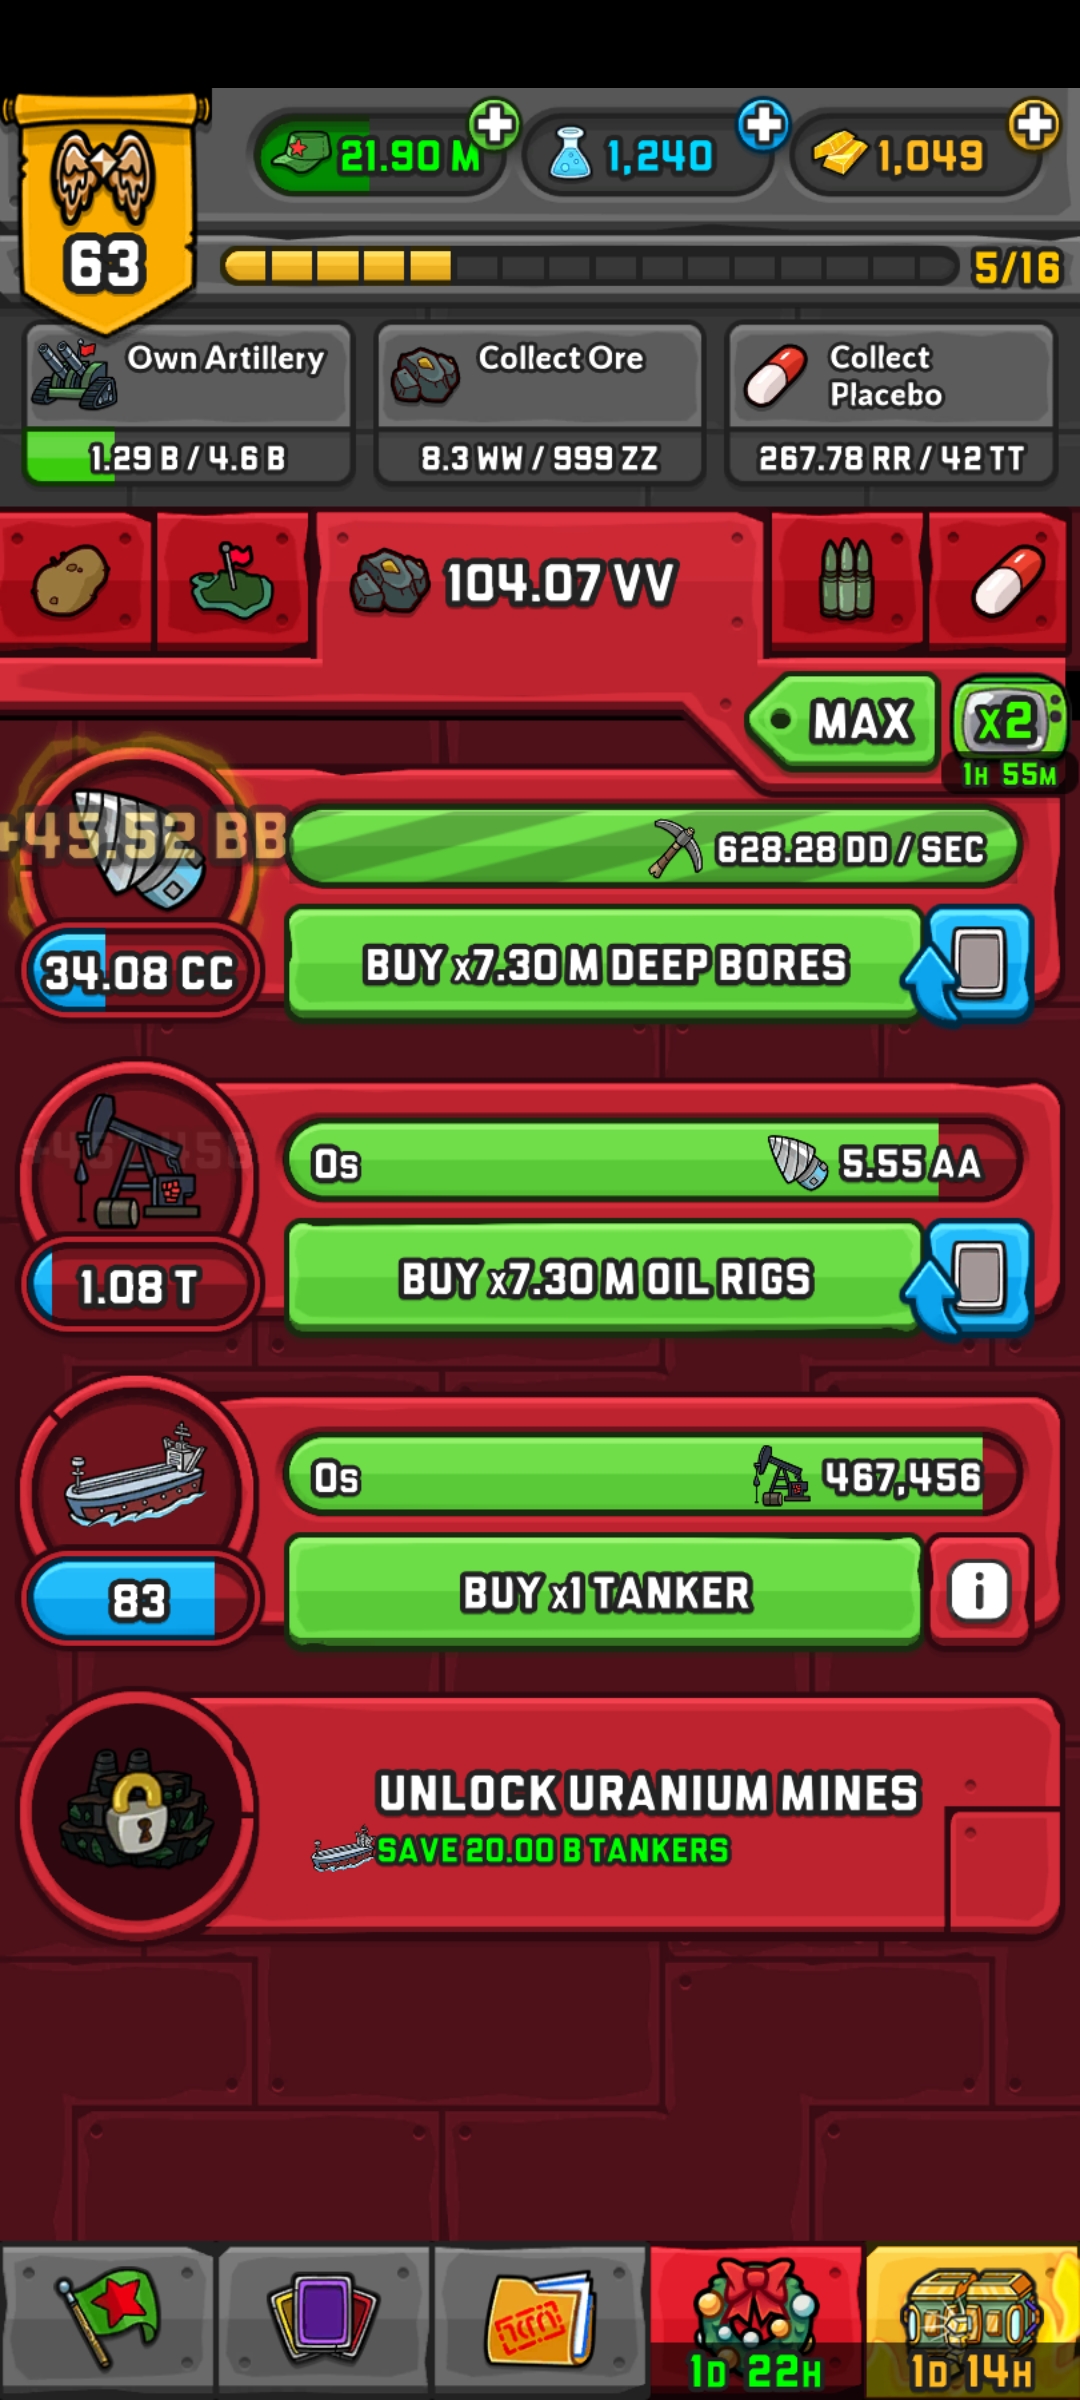 21.90 M
1,240
1,049
63
5/16
Own Artillery
1.29 B / 4.6 B
Collect Ore
8.3 WW / 999 ZZ
Collect
Placebo
267.78 RR / 42 TT
104.07 VV
MAX
x2
1H 55M
+45.52 BB
628.28 DD / SEC
34.08 CC
BUY x7.30 M DEEP BORES
0s
5.55 AA
1.08 T
BUY x7.30 M OIL RIGS
0s
467,456
83
BUY x1 TANKER
i
UNLOCK URANIUM MINES
SAVE 20.00 B TANKERS
1D 22H
1D 14H